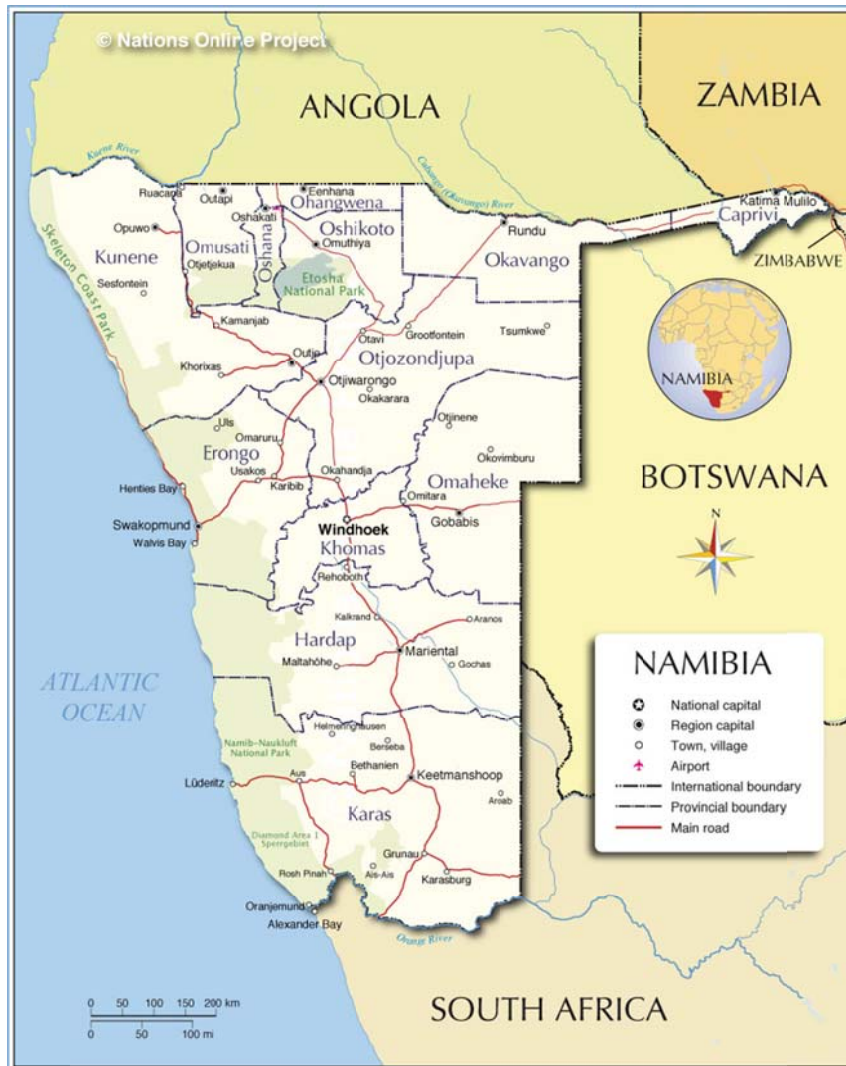 © Nations Online Project
ANGOLA
ZAMBIA
Kunene River
Cubango (Okavango) River
Ruacana
Outapi
Eenhana
Ohangwena
Oshakati
Katima Mulilo
Caprivi
Opuwo
Omusati
Oshana
Oshikoto
Omuthiya
Rundu
Kunene
Okavango
ZIMBABWE
Otjetjekua
Etosha
National Park
Sesfontein
Skeleton Coast Park
Kamanjab
Otavi
Grootfontein
Tsumkwe
Outjo
Otjozondjupa
Khorixas
Otjiwarongo
Okakarara
NAMIBIA
Uls
Otjinene
Omaruru
Erongo
Okovimburu
BOTSWANA
Usakos
Karibib
Okahandja
Omaheke
Henties Bay
Omitara
Swakopmund
Windhoek
Gobabis
Walvis Bay
Khomas
N
Rehoboth
Kalkrand
Aranos
Hardap
Mariental
Maltahöhe
Gochas
ATLANTIC
OCEAN
Helmeringhausen
Berseba
Namib-Naukluft
National Park
Bethanien
Keetmanshoop
Lüderitz
Aus
Aroab
Karas
Diamond Area 1
Sperrgebiet
Grunau
Rosh Pinah
Ais-Ais
Karasburg
Oranjemund
Alexander Bay
Orange River
SOUTH AFRICA
NAMIBIA
National capital
Region capital
Town, village
Airport
International boundary
Provincial boundary
Main road
0 50 100 150 200 km
0 50 100 mi